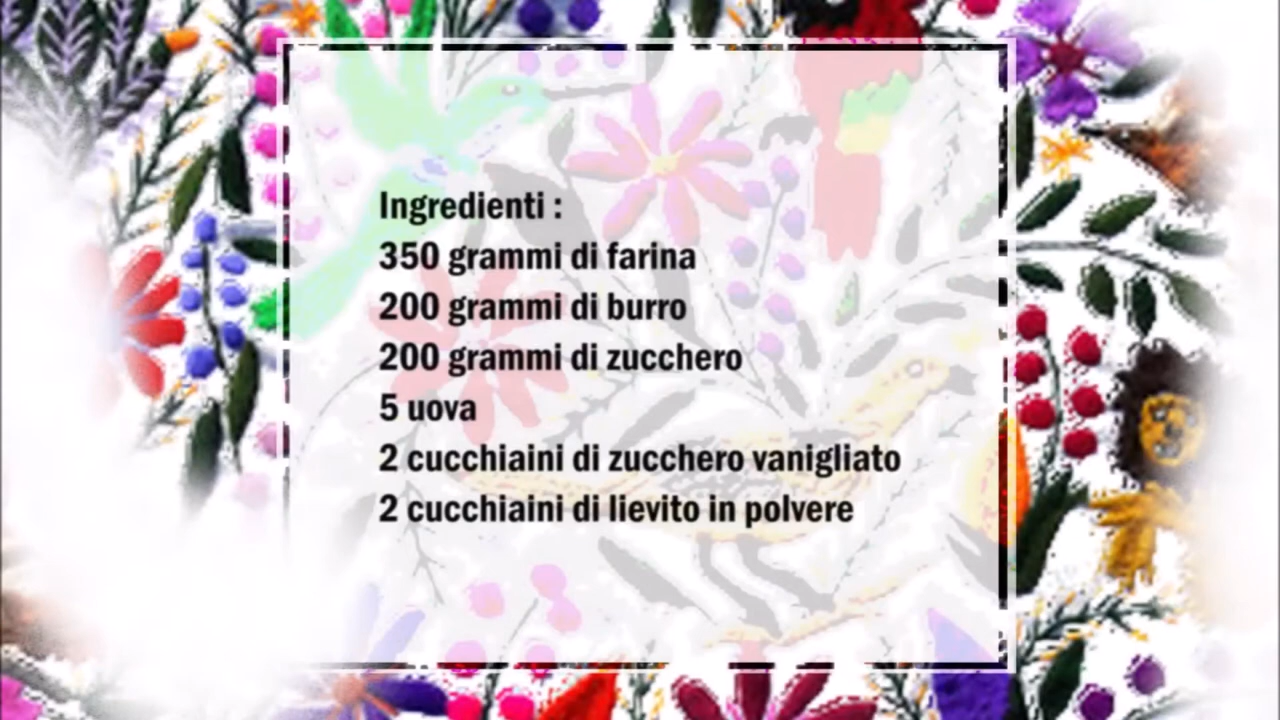 Ingredienti :
350 grammi di farina
200 grammi di burro
200 grammi di zucchero
5 uova
2 cucchiaini di zucchero vanigliato
2 cucchiaini di lievito in polvere